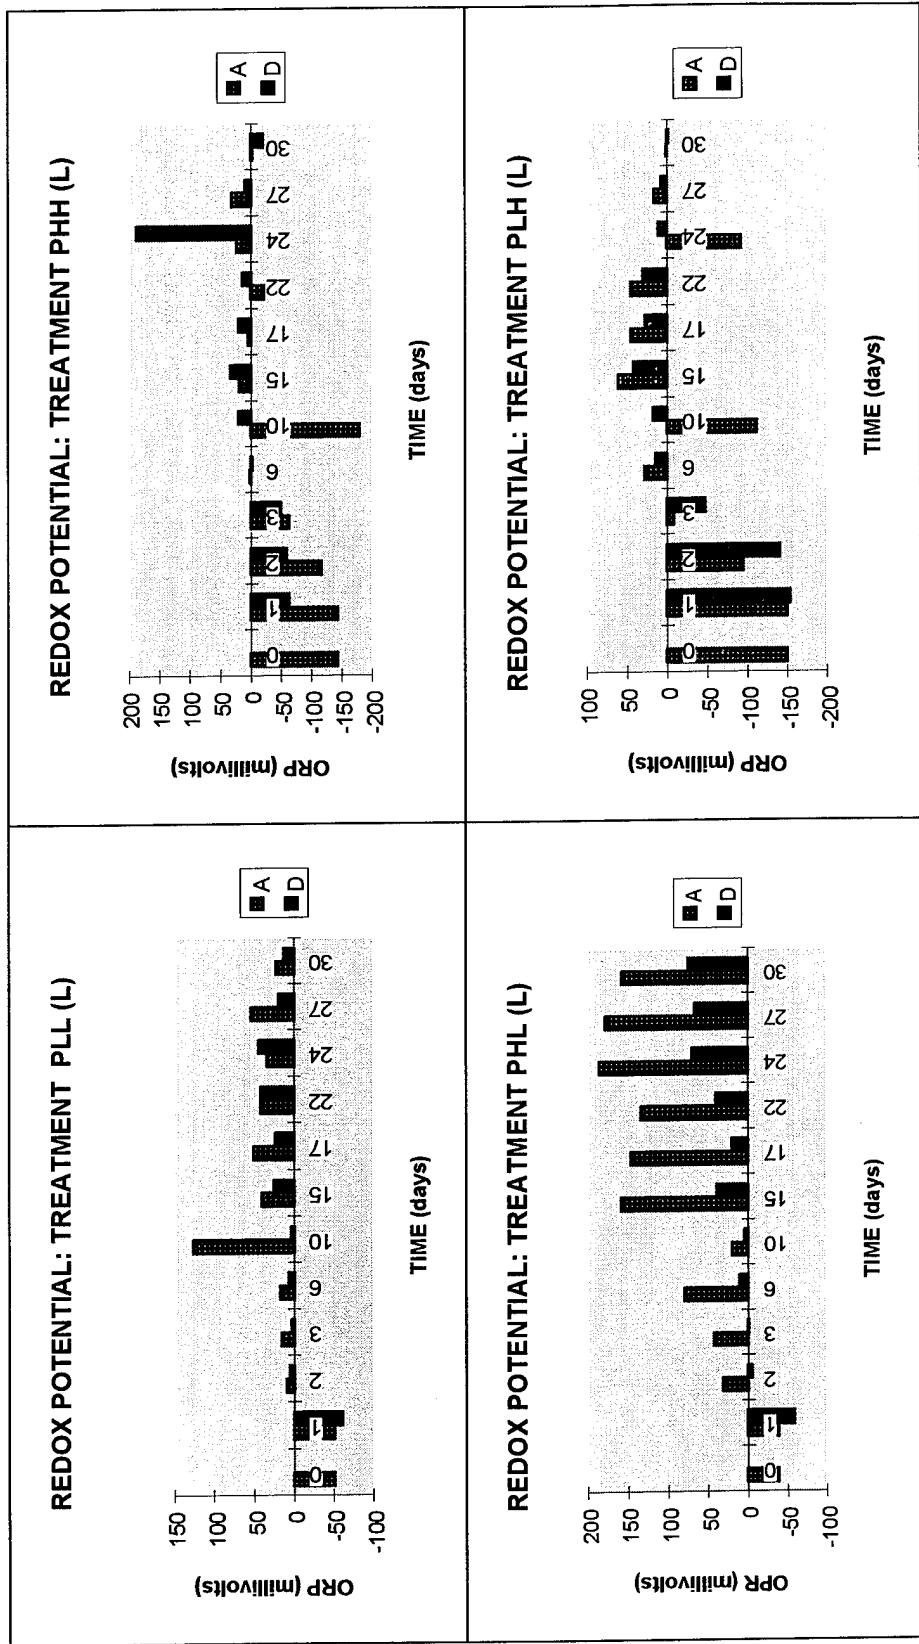 REDOX POTENTIAL: TREATMENT PLL (L)
ORP (millivolts)
150
100
50
0
-50
-100
0 1 2 3 6 10 15 17 22 24 27 30
TIME (days)
A
D
REDOX POTENTIAL: TREATMENT PHH (L)
ORP (millivolts)
200
150
100
50
0
-50
-100
-150
-200
0 1 2 3 6 10 15 17 22 24 27 30
TIME (days)
A
D
REDOX POTENTIAL: TREATMENT PHL (L)
OPR (millivolts)
200
150
100
50
0
-50
-100
0 1 2 3 6 10 15 17 22 24 27 30
TIME (days)
A
D
REDOX POTENTIAL: TREATMENT PLH (L)
ORP (millivolts)
100
50
0
-50
-100
-150
-200
0 1 2 3 6 10 15 17 22 24 27 30
TIME (days)
A
D